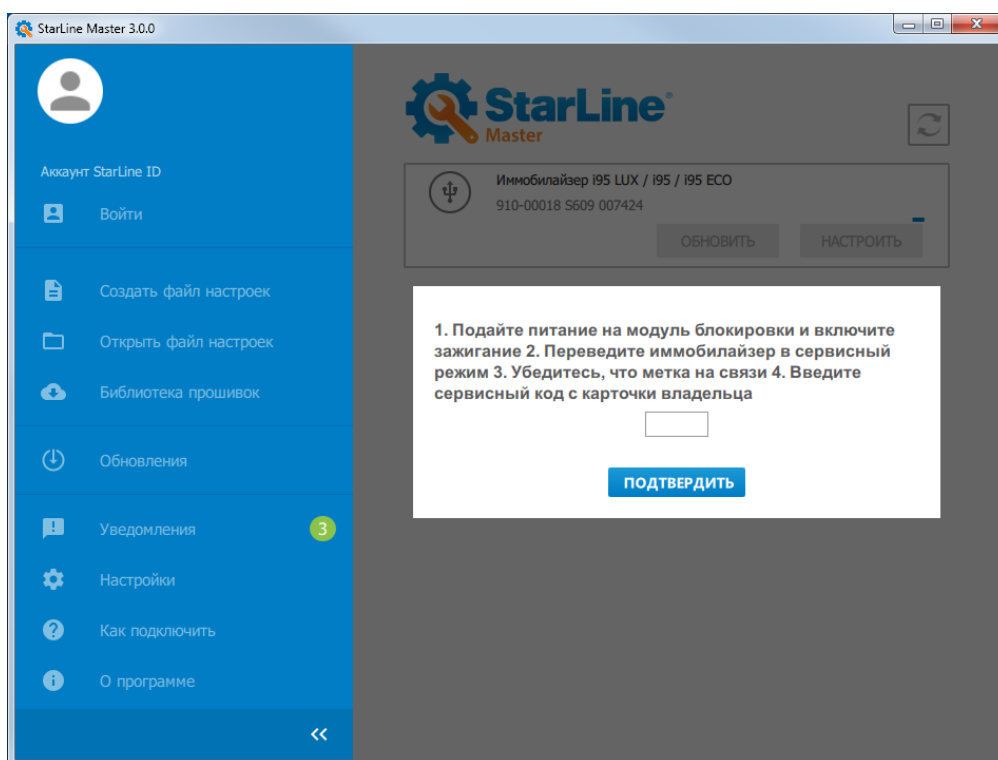 StarLine Master 3.0.0
Аккаунт StarLine ID
Войти
Создать файл настроек
Открыть файл настроек
Библиотека прошивок
Обновления
Уведомления 3
Настройки
Как подключить
О программе
StarLine®
Master
Иммобилайзер i95 LUX / i95 / i95 ECO
910-00018 S609 007424
ОБНОВИТЬ НАСТРОИТЬ
1. Подайте питание на модуль блокировки и включите
зажигание 2. Переведите иммобилайзер в сервисный
режим 3. Убедитесь, что метка на связи 4. Введите
сервисный код с карточки владельца
ПОДТВЕРДИТЬ